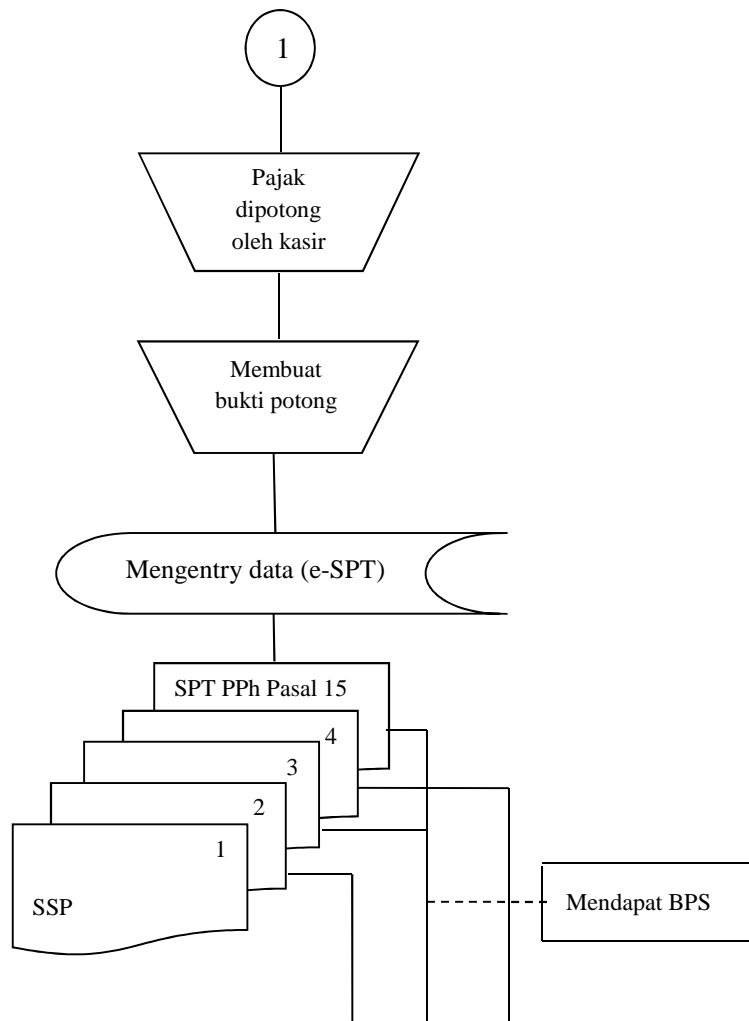 1
Pajak
dipotong
oleh kasir
Membuat
bukti potong
Mengentry data (e-SPT)
SPT PPh Pasal 15
4
3
2
1
SSP
Mendapat BPS